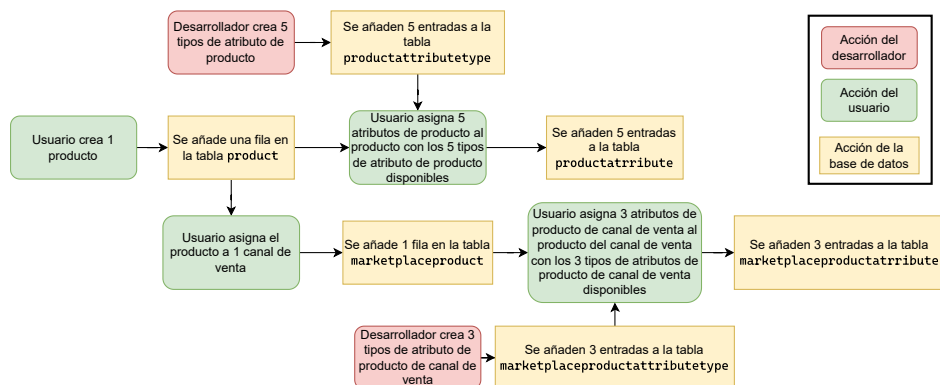 Desarrollador crea 5
tipos de atributo de
producto
Se añaden 5 entradas a la
tabla
productattributetype
Acción del
desarrollador
Acción del
usuario
Acción de la
base de datos
Usuario crea 1
producto
Se añade una fila en
la tabla product
Usuario asigna 5
atributos de producto al
producto con los 5 tipos
de atributo de producto
disponibles
Se añaden 5 entradas
a la tabla
productatrribute
Usuario asigna el
producto a 1 canal de
venta
Se añade 1 fila en la tabla
marketplaceproduct
Usuario asigna 3 atributos de
producto de canal de venta al
producto del canal de venta
con los 3 tipos de atributos de
producto de canal de venta
disponibles
Se añaden 3 entradas a la tabla
marketplaceproductatrribute
Desarrollador crea 3
tipos de atributo de
producto de canal de
venta
Se añaden 3 entradas a la tabla
marketplaceproductattributetype